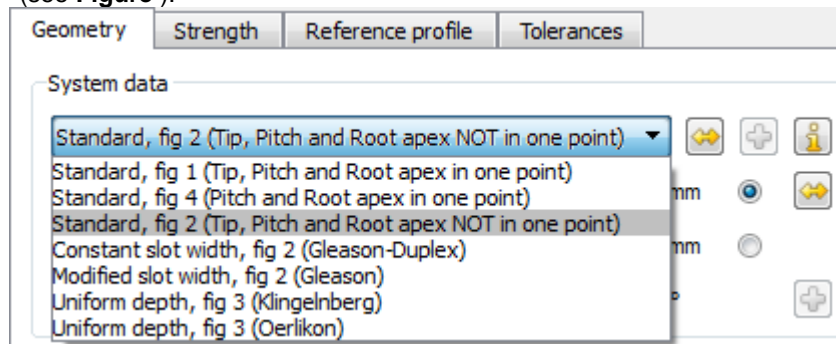 (see Figure ).
Geometry Strength Reference profile Tolerances
System data
Standard, fig 2 (Tip, Pitch and Root apex NOT in one point)
Standard, fig 1 (Tip, Pitch and Root apex in one point)
Standard, fig 4 (Pitch and Root apex in one point)
mm
Standard, fig 2 (Tip, Pitch and Root apex NOT in one point)
Constant slot width, fig 2 (Gleason-Duplex)
mm
Modified slot width, fig 2 (Gleason)
Uniform depth, fig 3 (Klingelnberg)
°
Uniform depth, fig 3 (Oerlikon)